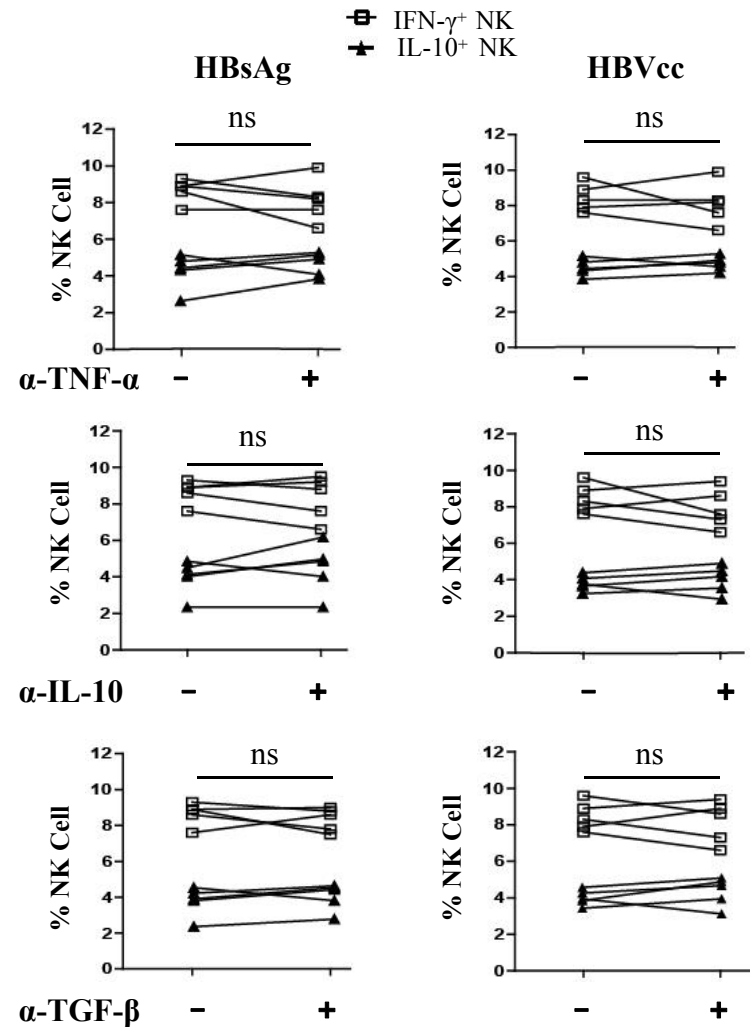 IFN-γ⁺ NK
IL-10⁺ NK
HBsAg
HBVcc
ns
12
10
8
6
4
2
0
% NK Cell
α-TNF-α
−
+
ns
12
10
8
6
4
2
0
% NK Cell
−
+
ns
12
10
8
6
4
2
0
% NK Cell
α-IL-10
−
+
ns
12
10
8
6
4
2
0
% NK Cell
−
+
ns
12
10
8
6
4
2
0
% NK Cell
α-TGF-β
−
+
ns
12
10
8
6
4
2
0
% NK Cell
−
+